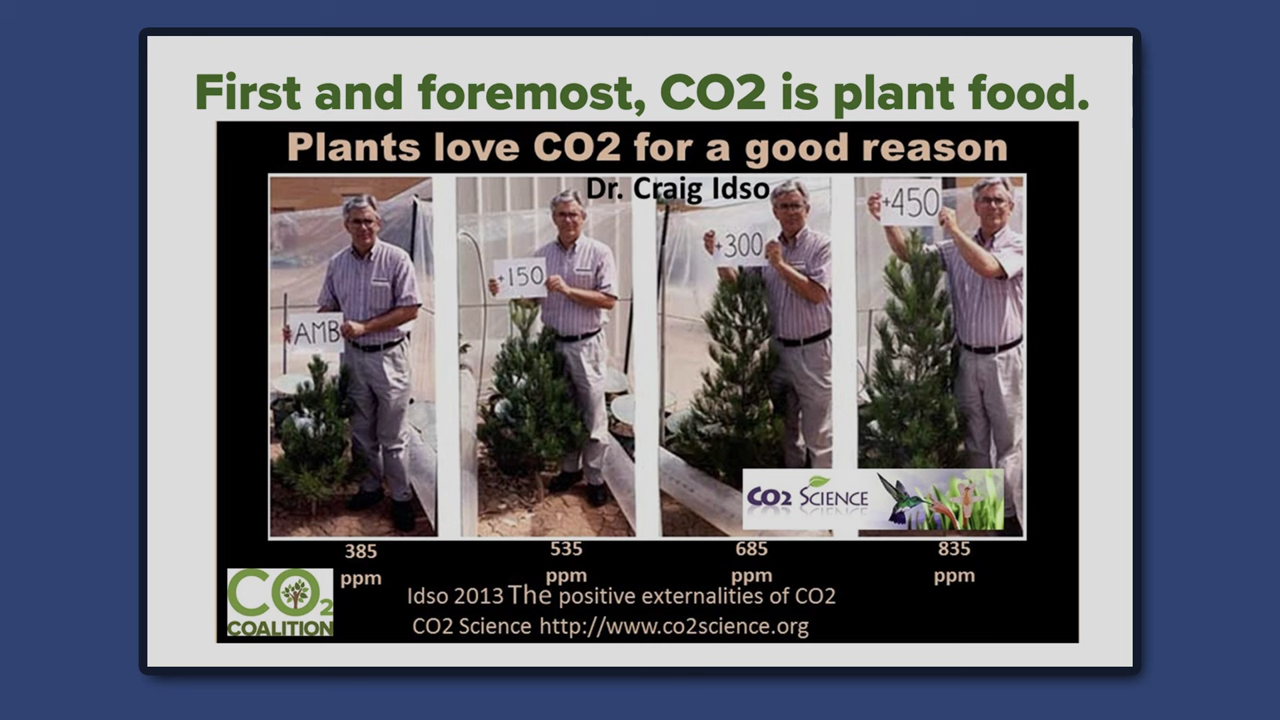 First and foremost, CO2 is plant food.
Plants love CO2 for a good reason
Dr. Craig Idso
AMB
+150
+300
+450
CO2 SCIENCE
385 ppm
535 ppm
685 ppm
835 ppm
CO2 COALITION
Idso 2013 The positive externalities of CO2
CO2 Science http://www.co2science.org